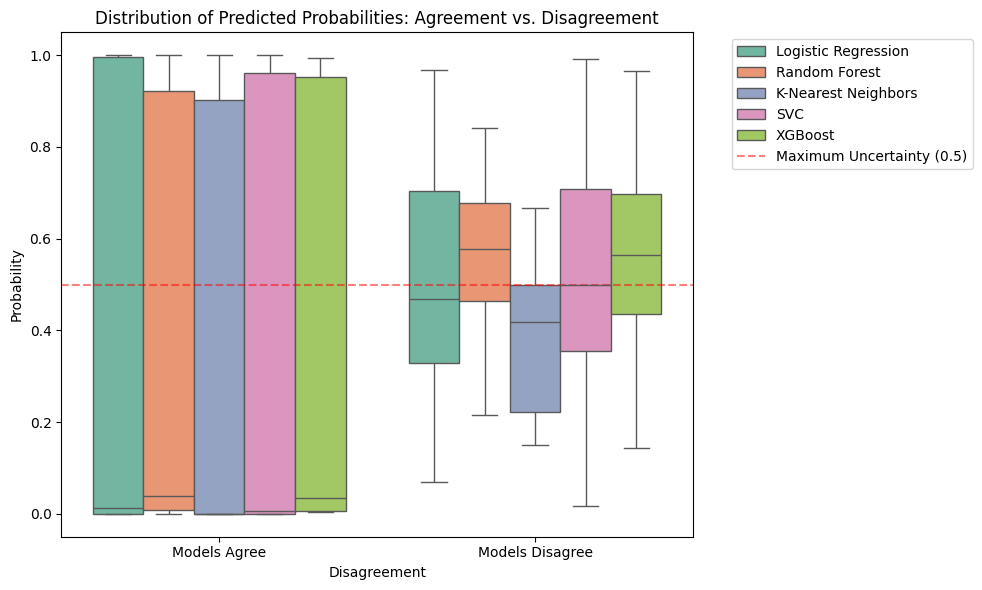 Distribution of Predicted Probabilities: Agreement vs. Disagreement
Logistic Regression
Random Forest
K-Nearest Neighbors
SVC
XGBoost
Maximum Uncertainty (0.5)
Probability
1.0
0.8
0.6
0.4
0.2
0.0
Models Agree
Models Disagree
Disagreement